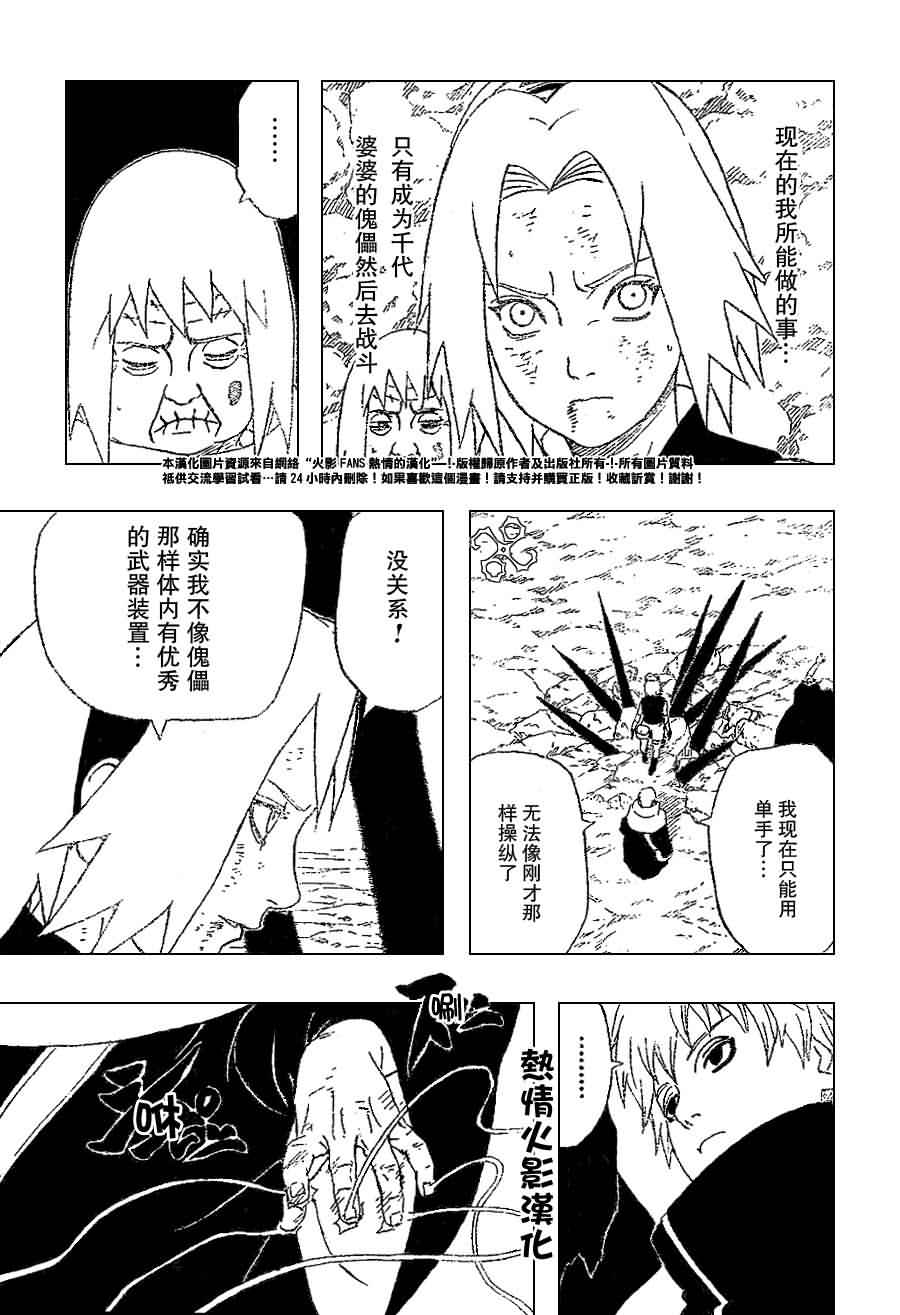 现在的我所能做的事…
只有成为千代
婆婆的傀儡然后去战斗
……
本漢化圖片資源來自網絡“火影FANS熱情的漢化”—!·版權歸原作者及出版社所有·!·所有圖片質料
祗供交流學習試看…請24小時內刪除！如果喜歡這個漫畫！請支持并購買正版！收藏訢賞！謝謝！
我现在只能用
单手了…
无法像刚才那
样操纵了
没关系！
确实我不像傀儡
那样体内有优秀
的武器装置…
………
唰
咻
熱情火影漢化